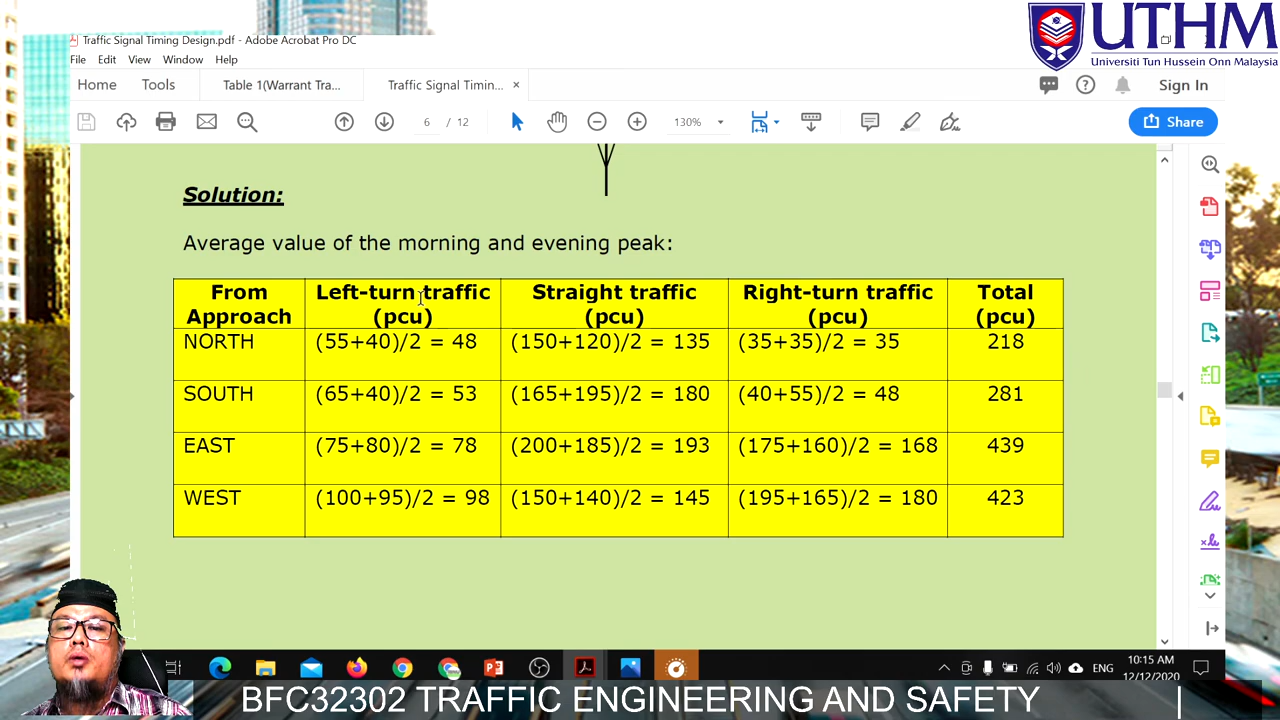 UTHM
Universiti Tun Hussein Onn Malaysia
Traffic Signal Timing Design.pdf - Adobe Acrobat Pro DC
File Edit View Window Help
Home Tools Table 1(Warrant Tra... Traffic Signal Timin... × Sign In
6 / 12 130% Share
Solution:
Average value of the morning and evening peak:
From Approach Left-turn traffic (pcu) Straight traffic (pcu) Right-turn traffic (pcu) Total (pcu)
NORTH (55+40)/2 = 48 (150+120)/2 = 135 (35+35)/2 = 35 218
SOUTH (65+40)/2 = 53 (165+195)/2 = 180 (40+55)/2 = 48 281
EAST (75+80)/2 = 78 (200+185)/2 = 193 (175+160)/2 = 168 439
WEST (100+95)/2 = 98 (150+140)/2 = 145 (195+165)/2 = 180 423
ENG 10:15 AM
12/12/2020
BFC32302 TRAFFIC ENGINEERING AND SAFETY